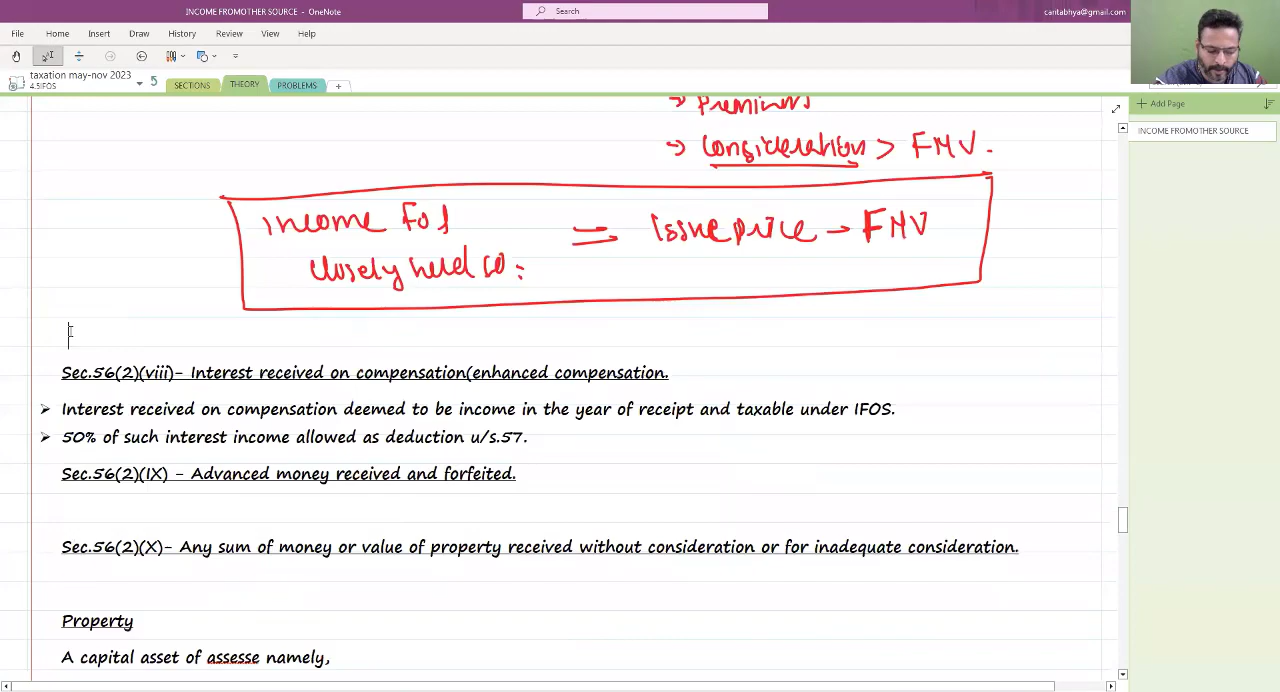 INCOME FROMOTHER SOURCE - OneNote
Search
cantabhya@gmail.com
File Home Insert Draw History Review View Help
taxation may-nov 2023
4.5IFOS
SECTIONS THEORY PROBLEMS +
Add Page
INCOME FROMOTHER SOURCE
→ Premium
→ Consideration > FMV.
Income For = Issue price - FMV
closely held co:
Sec.56(2)(viii)- Interest received on compensation(enhanced compensation.
➢ Interest received on compensation deemed to be income in the year of receipt and taxable under IFOS.
➢ 50% of such interest income allowed as deduction u/s.57.
Sec.56(2)(IX) - Advanced money received and forfeited.
Sec.56(2)(X)- Any sum of money or value of property received without consideration or for inadequate consideration.
Property
A capital asset of assesse namely,